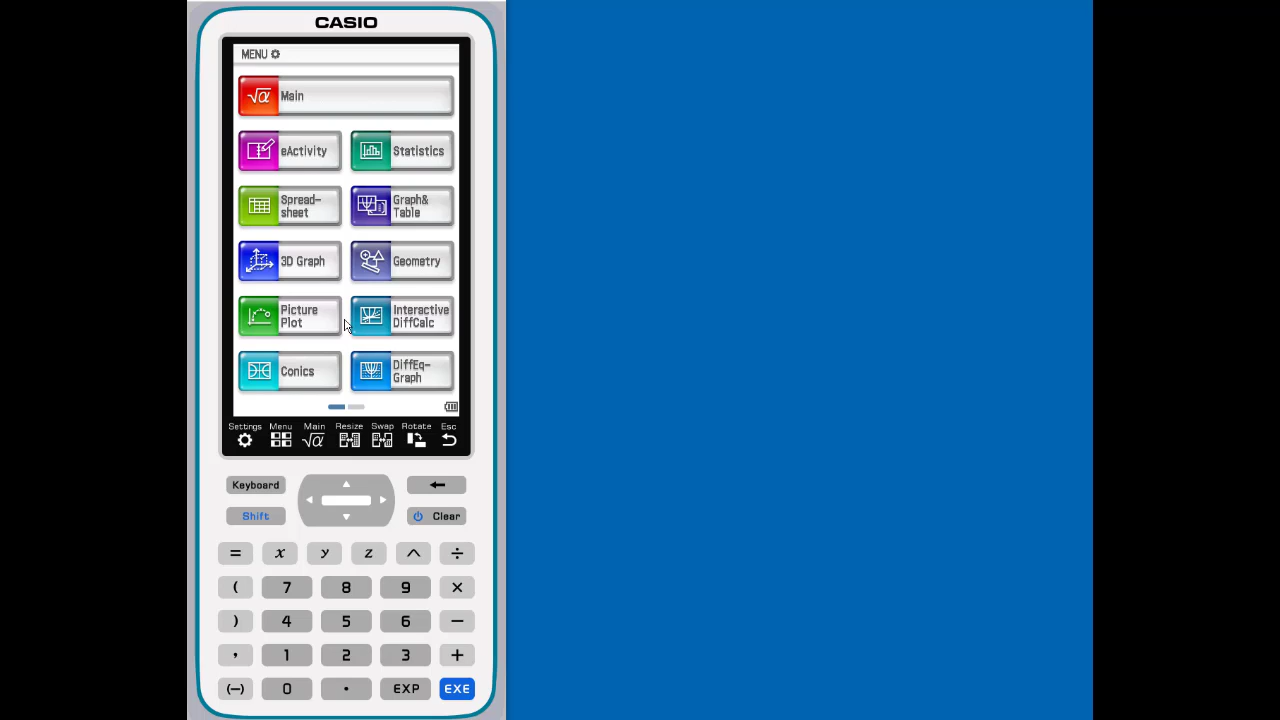 CASIO
MENU
√α Main
eActivity
Statistics
Spread-
sheet
Graph&
Table
3D Graph
Geometry
Picture
Plot
Interactive
DiffCalc
Conics
DiffEq-
Graph
Settings Menu Main Resize Swap Rotate Esc
√α
Keyboard
Shift
Clear
= x y z ^ ÷
( 7 8 9 ×
) 4 5 6 −
, 1 2 3 +
(−) 0 • EXP EXE